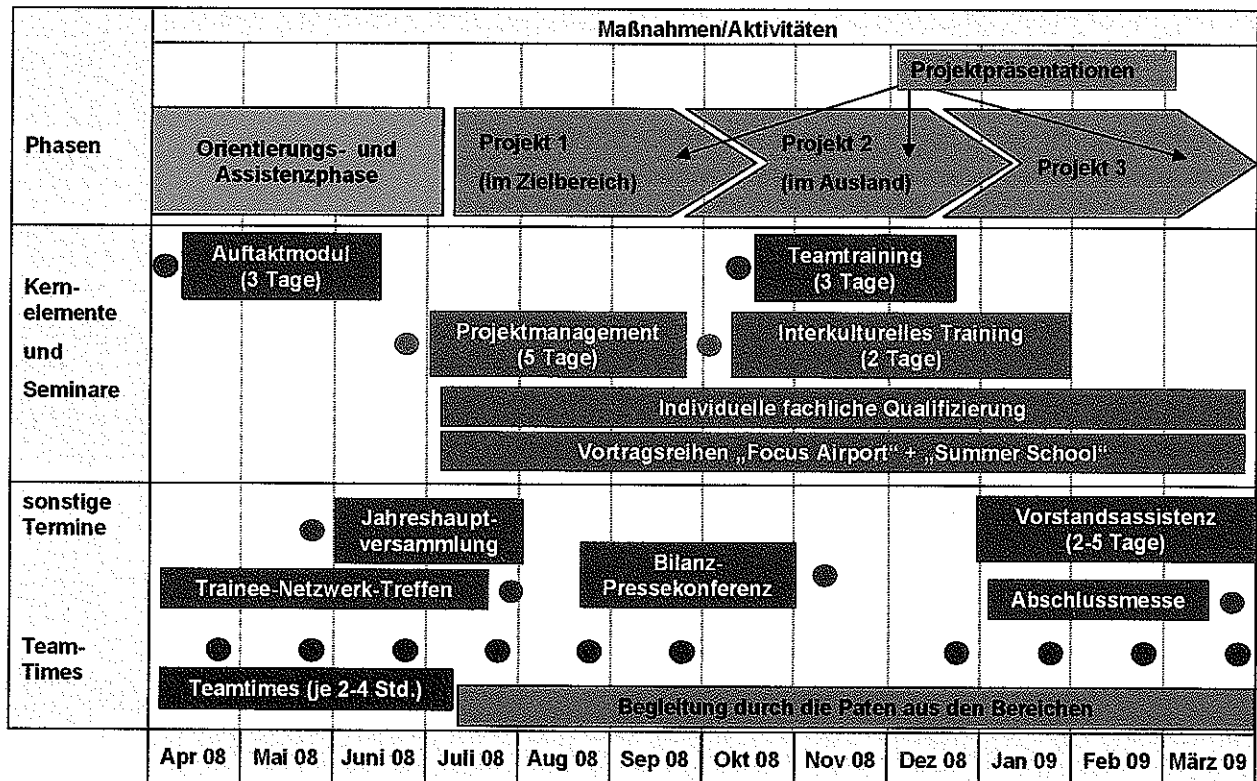 Maßnahmen/Aktivitäten
Projektpräsentationen
Phasen
Orientierungs- und
Assistenzphase
Projekt 1
(im Zielbereich)
Projekt 2
(im Ausland)
Projekt 3
Kern-
elemente
und
Seminare
Auftaktmodul
(3 Tage)
Teamtraining
(3 Tage)
Projektmanagement
(5 Tage)
Interkulturelles Training
(2 Tage)
Individuelle fachliche Qualifizierung
Vortragsreihen „Focus Airport“ + „Summer School“
sonstige
Termine
Jahreshaupt-
versammlung
Vorstandsassistenz
(2-5 Tage)
Bilanz-
Pressekonferenz
Trainee-Netzwerk-Treffen
Abschlussmesse
Team-
Times
Teamtimes (je 2-4 Std.)
Begleitung durch die Paten aus den Bereichen
Apr 08 Mai 08 Juni 08 Juli 08 Aug 08 Sep 08 Okt 08 Nov 08 Dez 08 Jan 09 Feb 09 März 09